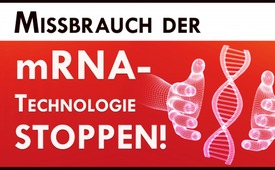 MISSBRAUCH DER
mRNA-
TECHNOLOGIE
STOPPEN!